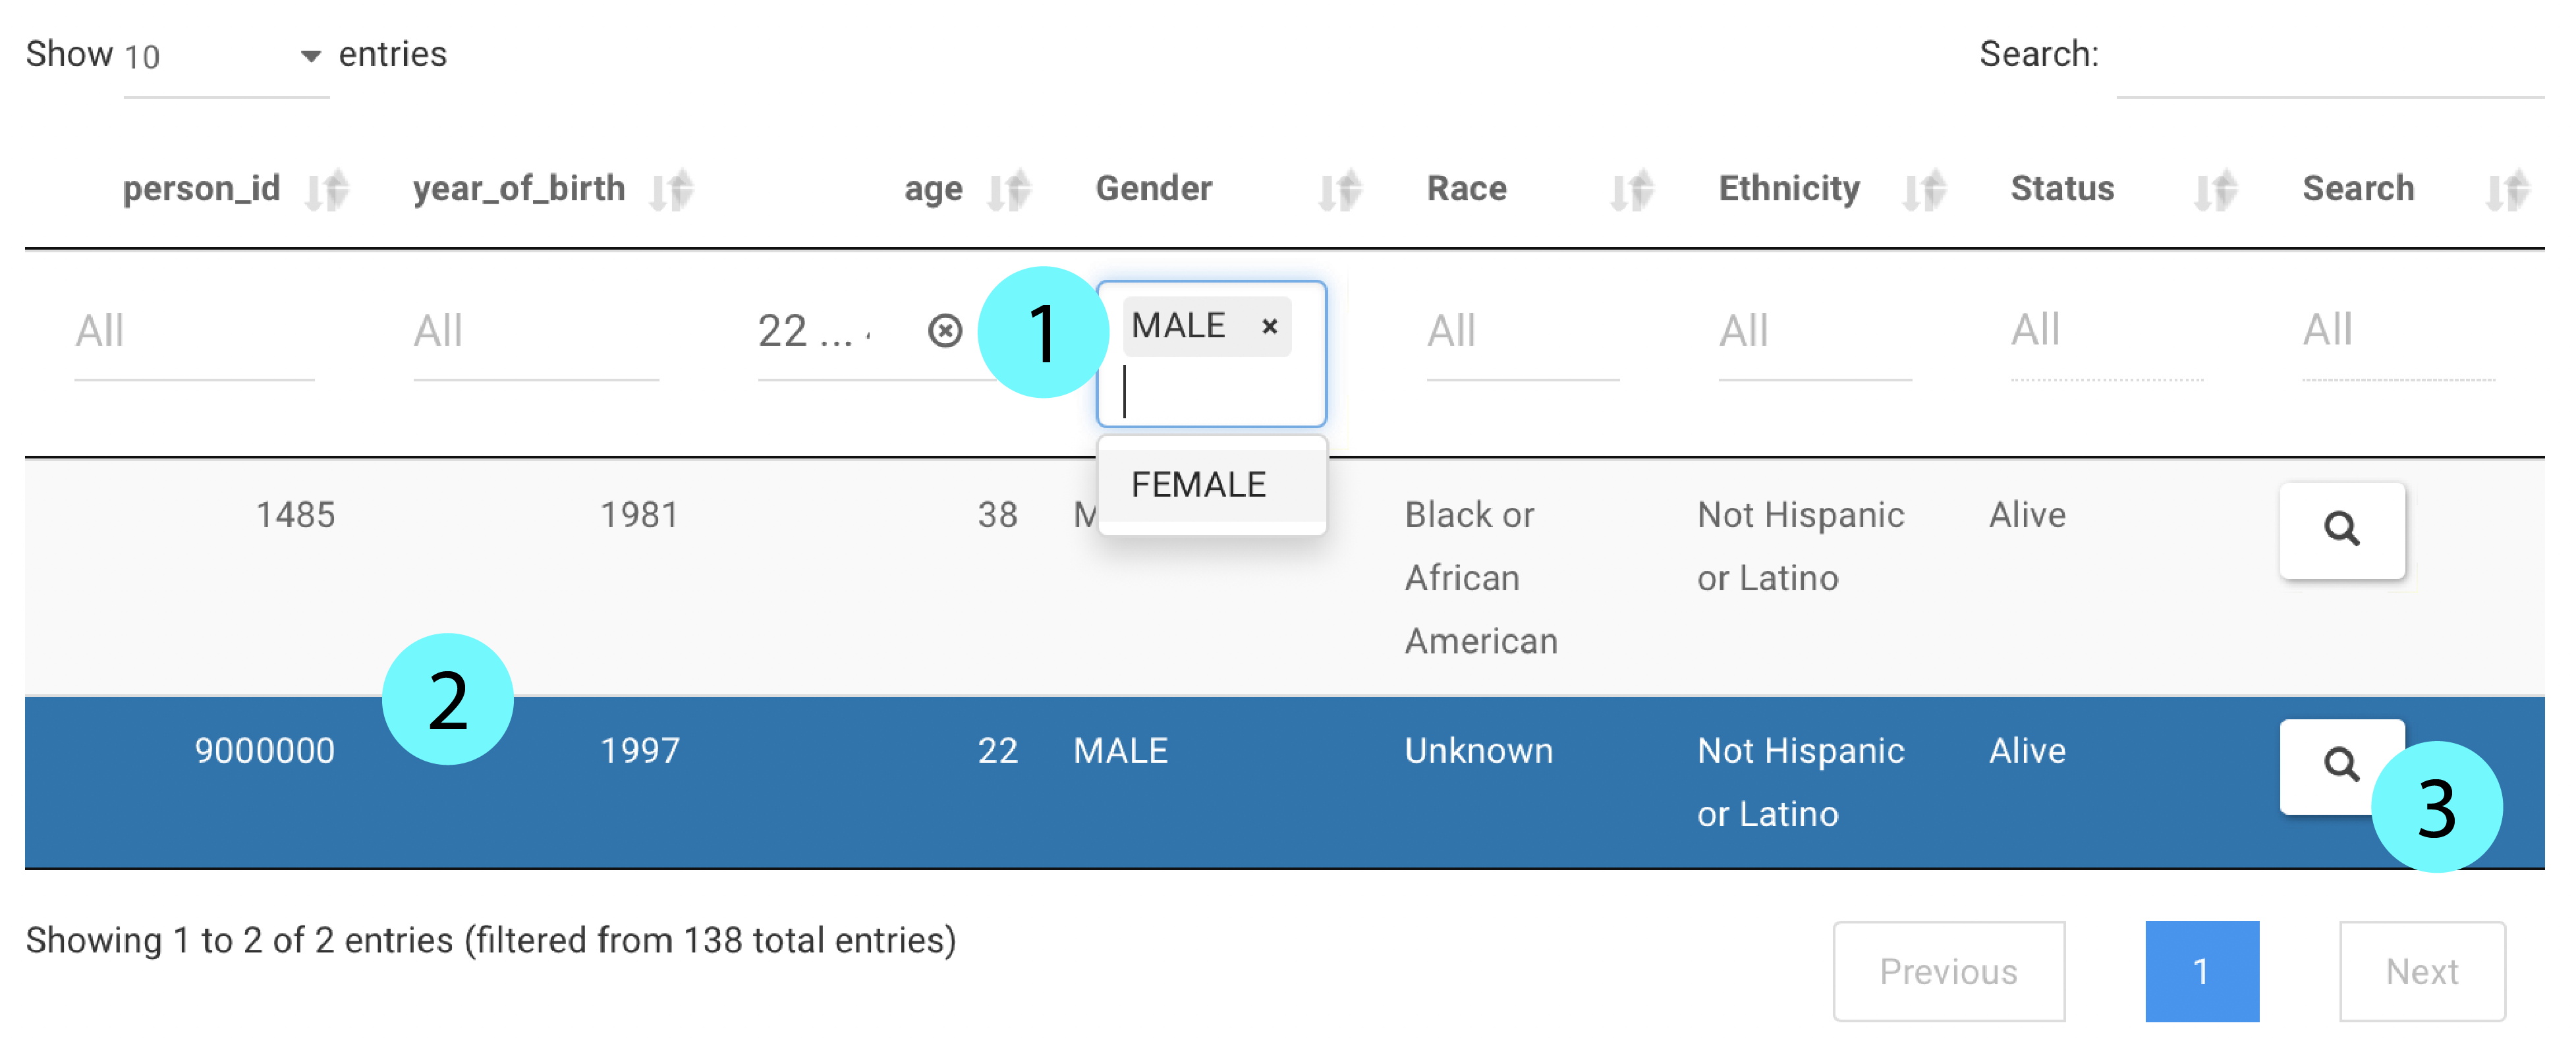 Show 10 entries Search:
person_id year_of_birth age Gender Race Ethnicity Status Search
All All 22 ... 1 MALE × All All All All
FEMALE
1485 1981 38 M Black or Not Hispanic Alive
African or Latino
American
2
9000000 1997 22 MALE Unknown Not Hispanic Alive
or Latino 3
Showing 1 to 2 of 2 entries (filtered from 138 total entries)
Previous 1 Next